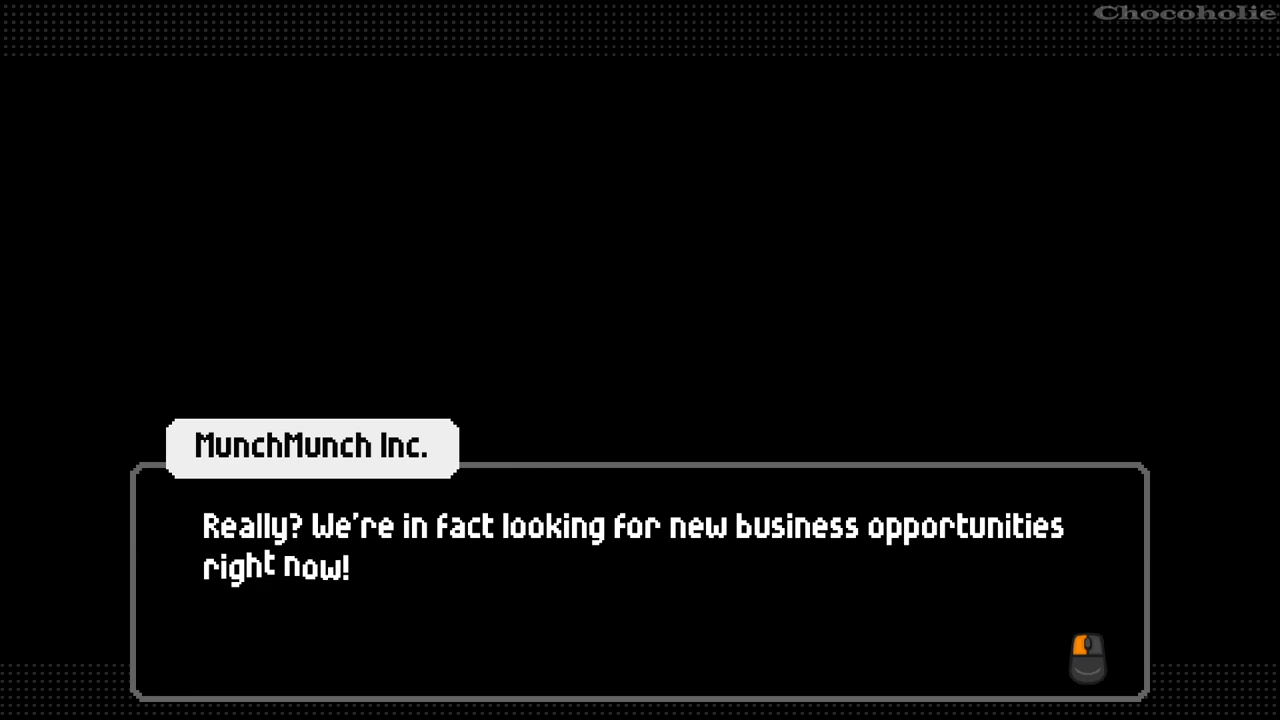 Chocoholie
MunchMunch Inc.
Really? We're in fact looking for new business opportunities
right now!